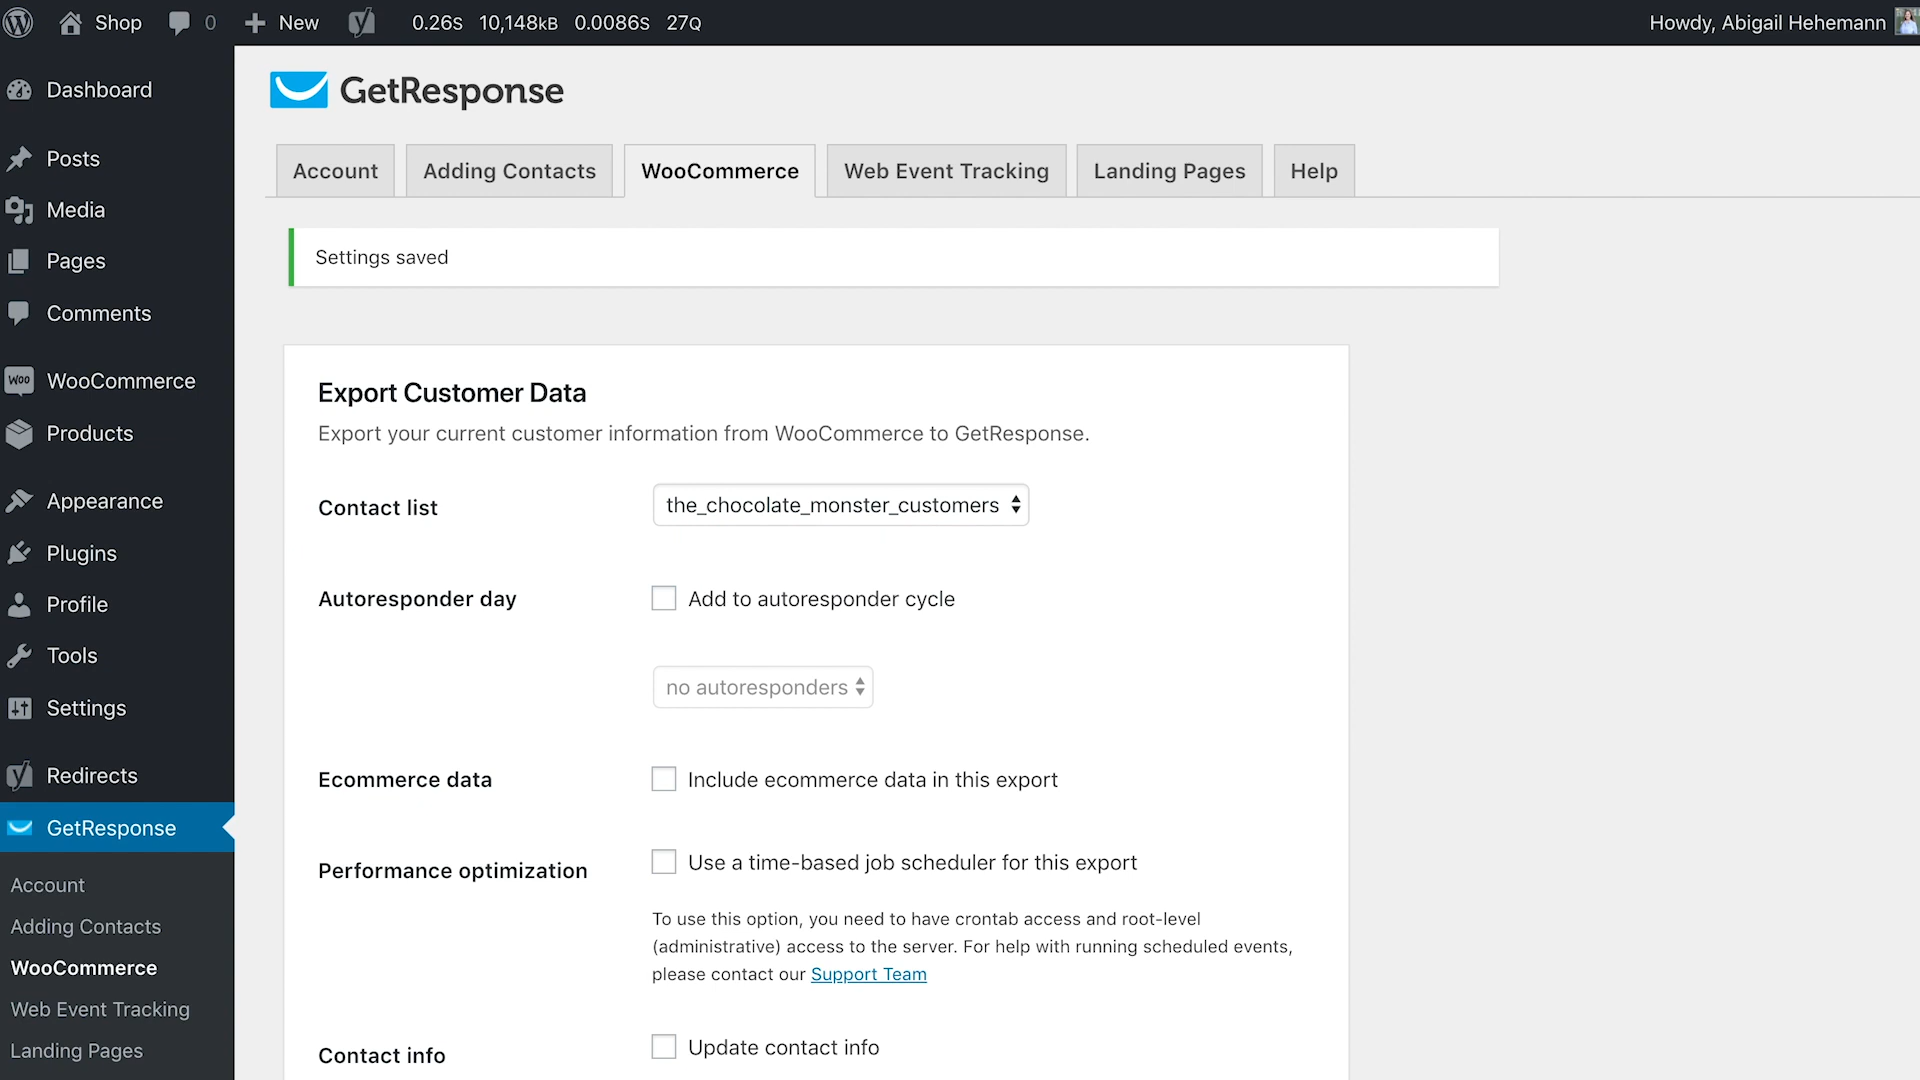 Shop 0 New 0.26s 10,148kB 0.0086s 27Q Howdy, Abigail Hehemann
Dashboard
Posts
Media
Pages
Comments
WooCommerce
Products
Appearance
Plugins
Profile
Tools
Settings
Redirects
GetResponse
Account
Adding Contacts
WooCommerce
Web Event Tracking
Landing Pages
GetResponse
Account Adding Contacts WooCommerce Web Event Tracking Landing Pages Help
Settings saved
Export Customer Data
Export your current customer information from WooCommerce to GetResponse.
Contact list the_chocolate_monster_customers
Autoresponder day Add to autoresponder cycle
no autoresponders
Ecommerce data Include ecommerce data in this export
Performance optimization Use a time-based job scheduler for this export
To use this option, you need to have crontab access and root-level
(administrative) access to the server. For help with running scheduled events,
please contact our Support Team
Contact info Update contact info